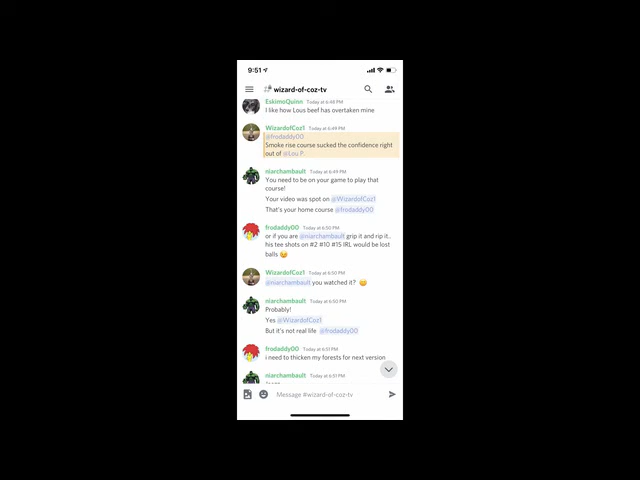 9:51
wizard-of-coz-tv
EskimoQuinn Today at 6:48 PM
I like how Lous beef has overtaken mine
WizardofCoz1 Today at 6:49 PM
@frodaddy00
Smoke rise course sucked the confidence right
out of @Lou P.
niarchambault Today at 6:49 PM
You need to be on your game to play that
course!
Your video was spot on @WizardofCoz1
That's your home course @frodaddy00
frodaddy00 Today at 6:50 PM
or if you are @niarchambault grip it and rip it..
his tee shots on #2 #10 #15 IRL would be lost
balls
WizardofCoz1 Today at 6:50 PM
@niarchambault you watched it?
niarchambault Today at 6:50 PM
Probably!
Yes @WizardofCoz1
But it's not real life @frodaddy00
frodaddy00 Today at 6:51 PM
i need to thicken my forests for next version
niarchambault Today at 6:51 PM
Message #wizard-of-coz-tv